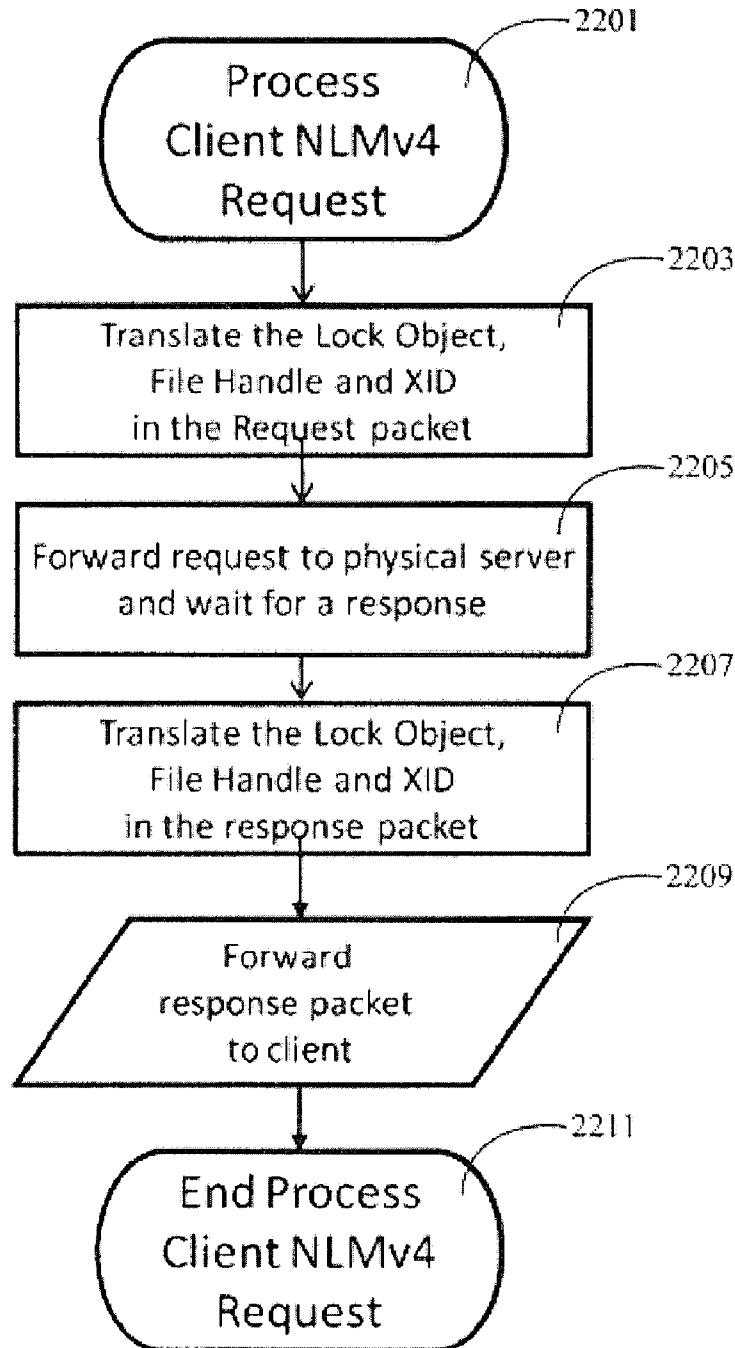 2201
Process
Client NLMv4
Request
2203
Translate the Lock Object,
File Handle and XID
in the Request packet
2205
Forward request to physical server
and wait for a response
2207
Translate the Lock Object,
File Handle and XID
in the response packet
2209
Forward
response packet
to client
2211
End Process
Client NLMv4
Request